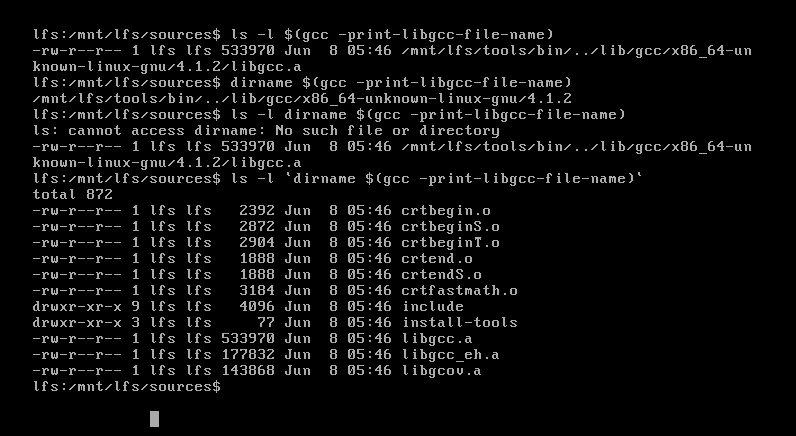 lfs:/mnt/lfs/sources$ ls -l $(gcc -print-libgcc-file-name)
-rw-r--r-- 1 lfs lfs 533970 Jun  8 05:46 /mnt/lfs/tools/bin/../lib/gcc/x86_64-un
known-linux-gnu/4.1.2/libgcc.a
lfs:/mnt/lfs/sources$ dirname $(gcc -print-libgcc-file-name)
/mnt/lfs/tools/bin/../lib/gcc/x86_64-unknown-linux-gnu/4.1.2
lfs:/mnt/lfs/sources$ ls -l dirname $(gcc -print-libgcc-file-name)
ls: cannot access dirname: No such file or directory
-rw-r--r-- 1 lfs lfs 533970 Jun  8 05:46 /mnt/lfs/tools/bin/../lib/gcc/x86_64-un
known-linux-gnu/4.1.2/libgcc.a
lfs:/mnt/lfs/sources$ ls -l `dirname $(gcc -print-libgcc-file-name)`
total 872
-rw-r--r-- 1 lfs lfs   2392 Jun  8 05:46 crtbegin.o
-rw-r--r-- 1 lfs lfs   2872 Jun  8 05:46 crtbeginS.o
-rw-r--r-- 1 lfs lfs   2904 Jun  8 05:46 crtbeginT.o
-rw-r--r-- 1 lfs lfs   1888 Jun  8 05:46 crtend.o
-rw-r--r-- 1 lfs lfs   1888 Jun  8 05:46 crtendS.o
-rw-r--r-- 1 lfs lfs   3184 Jun  8 05:46 crtfastmath.o
drwxr-xr-x 9 lfs lfs   4096 Jun  8 05:46 include
drwxr-xr-x 3 lfs lfs     77 Jun  8 05:46 install-tools
-rw-r--r-- 1 lfs lfs 533970 Jun  8 05:46 libgcc.a
-rw-r--r-- 1 lfs lfs 177832 Jun  8 05:46 libgcc_eh.a
-rw-r--r-- 1 lfs lfs 143868 Jun  8 05:46 libgcov.a
lfs:/mnt/lfs/sources$